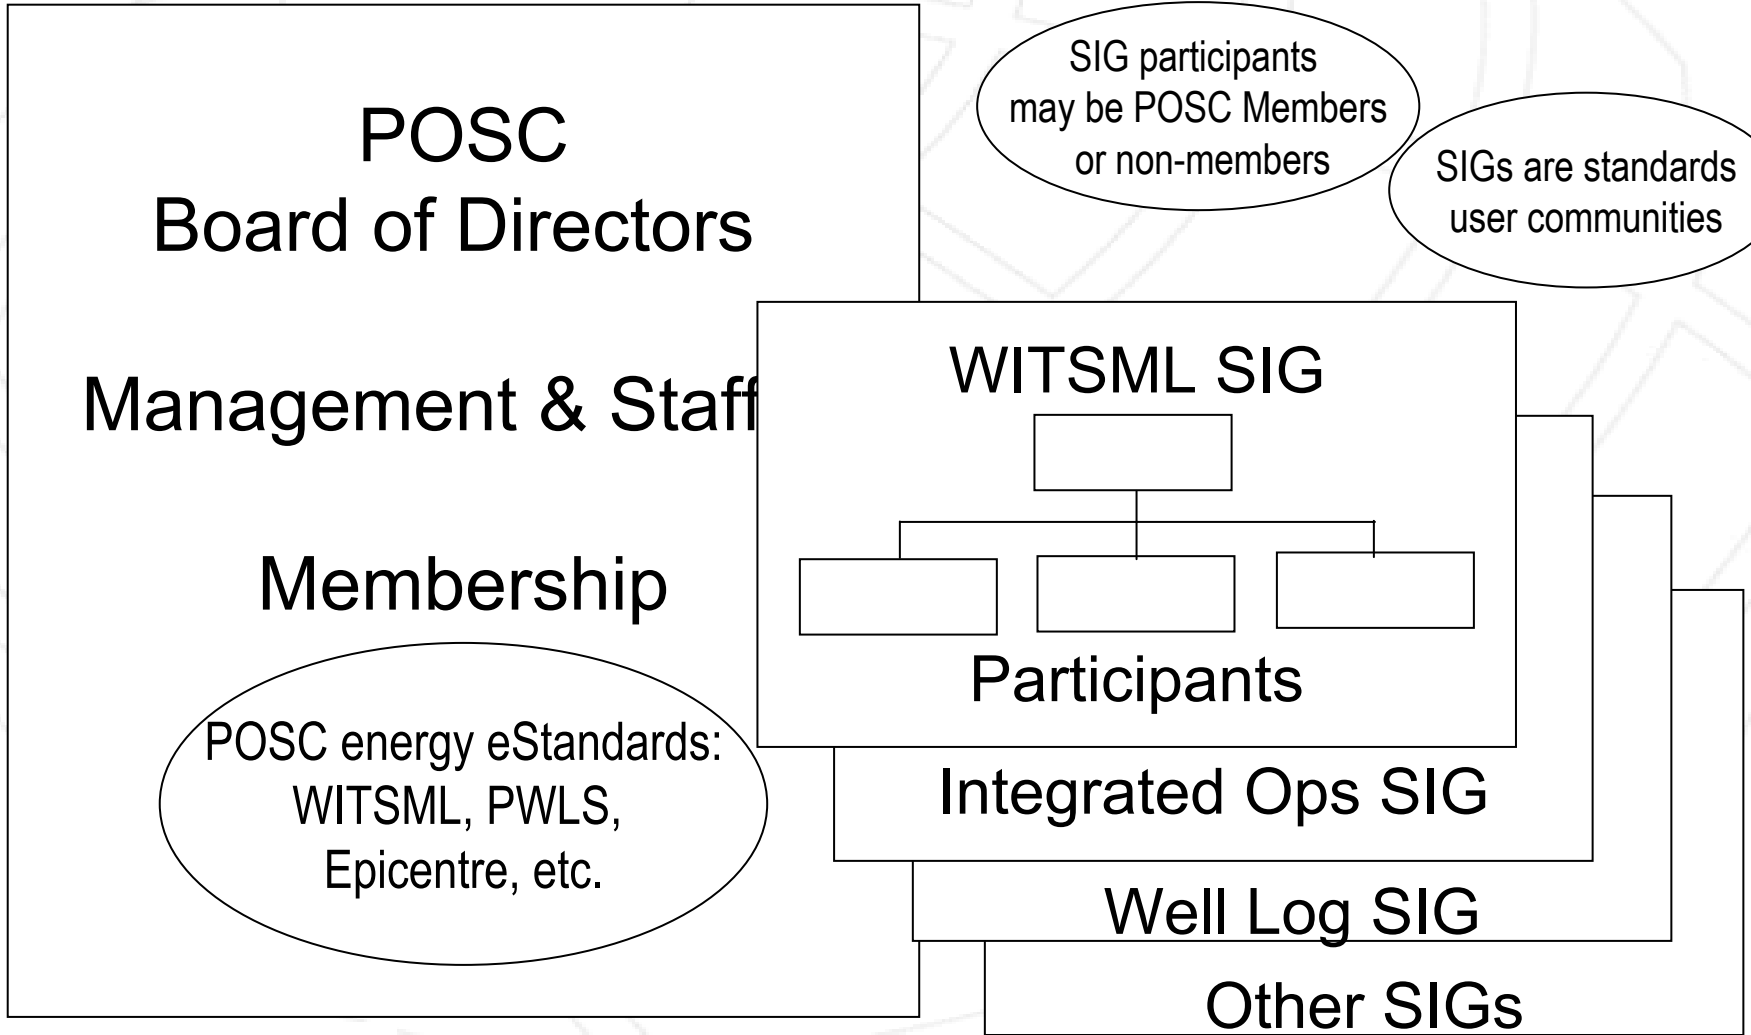 POSC
Board of Directors
Management & Staff
Membership
POSC energy eStandards:
WITSML, PWLS,
Epicentre, etc.
SIG participants
may be POSC Members
or non-members
SIGs are standards
user communities
WITSML SIG
Participants
Integrated Ops SIG
Well Log SIG
Other SIGs